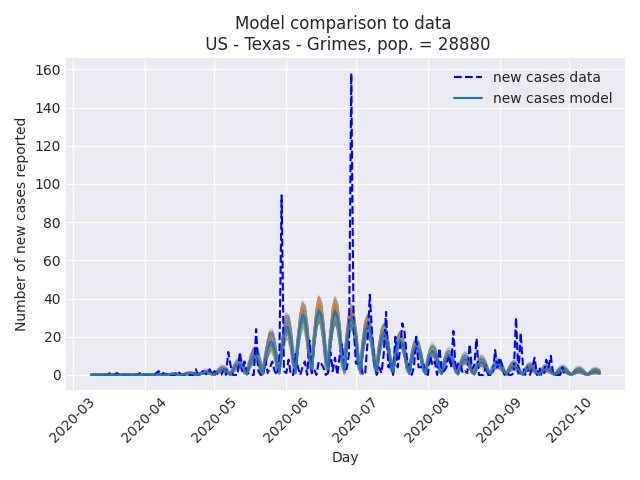 Model comparison to data
US - Texas - Grimes, pop. = 28880
160
140
120
100
80
60
40
20
0
Number of new cases reported
new cases data
new cases model
2020-03
2020-04
2020-05
2020-06
2020-07
2020-08
2020-09
2020-10
Day